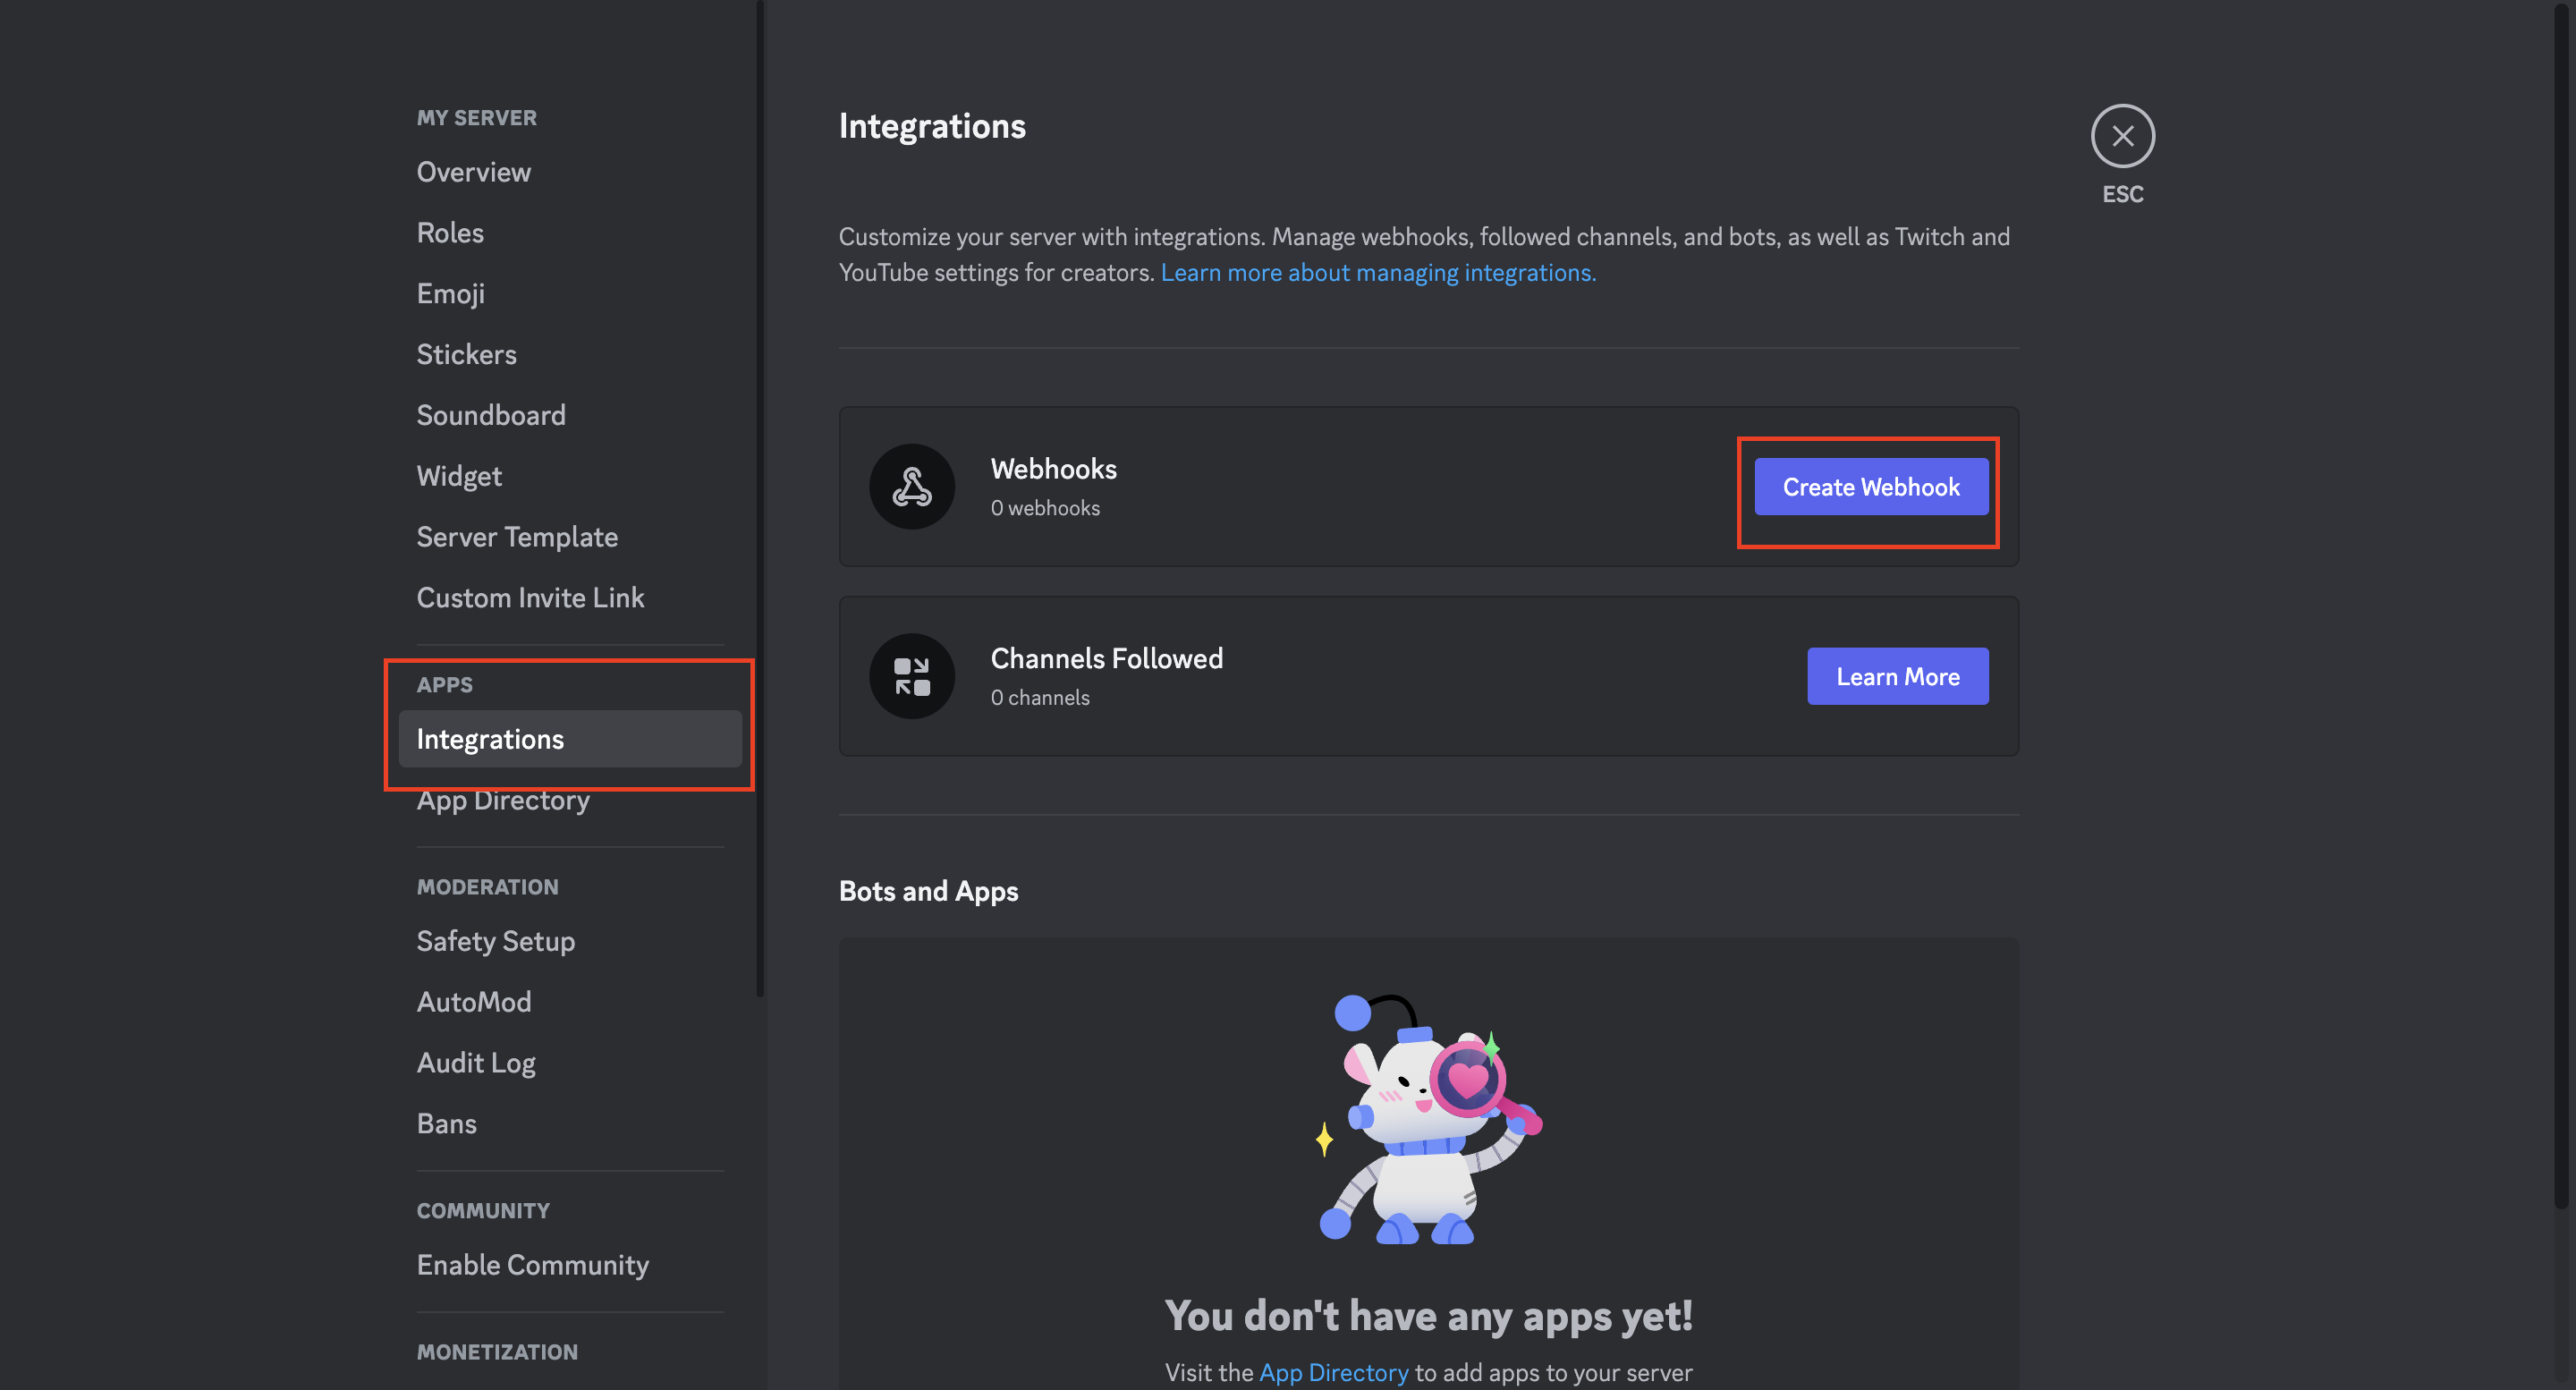 MY SERVER
Overview
Roles
Emoji
Stickers
Soundboard
Widget
Server Template
Custom Invite Link
APPS
Integrations
App Directory
MODERATION
Safety Setup
AutoMod
Audit Log
Bans
COMMUNITY
Enable Community
MONETIZATION
Integrations
Customize your server with integrations. Manage webhooks, followed channels, and bots, as well as Twitch and
YouTube settings for creators. Learn more about managing integrations.
Webhooks
0 webhooks
Create Webhook
Channels Followed
0 channels
Learn More
Bots and Apps
You don't have any apps yet!
Visit the App Directory to add apps to your server
ESC